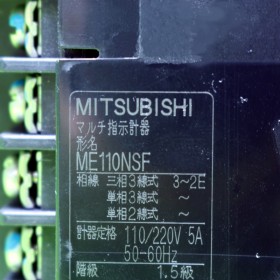 MITSUBISHI
マルチ指示計器
形名
ME110NSF
相線 三相3線式 3～2E
単相3線式 ～
単相2線式 ～
計器定格 110/220V 5A
50-60Hz
階級 1.5級